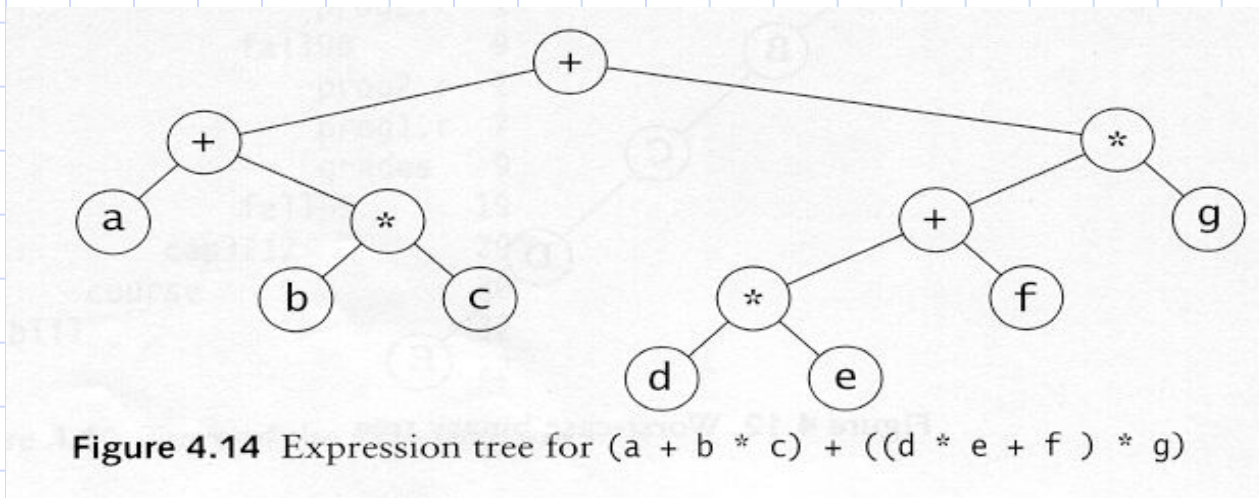 +
+ *
a * + g
b c * f
d e
Figure 4.14 Expression tree for (a + b * c) + ((d * e + f ) * g)